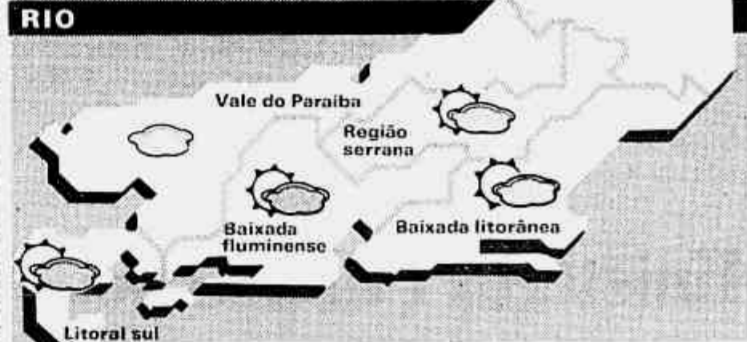 RIO
Vale do Paraíba
Região
serrana
Baixada
fluminense
Baixada litorânea
Litoral sul